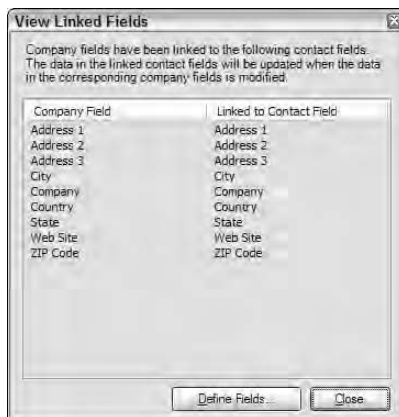 View Linked Fields
Company fields have been linked to the following contact fields.
The data in the linked contact fields will be updated when the data
in the corresponding company fields is modified.
Company Field Linked to Contact Field
Address 1 Address 1
Address 2 Address 2
Address 3 Address 3
City City
Company Company
Country Country
State State
Web Site Web Site
ZIP Code ZIP Code
Define Fields... Close